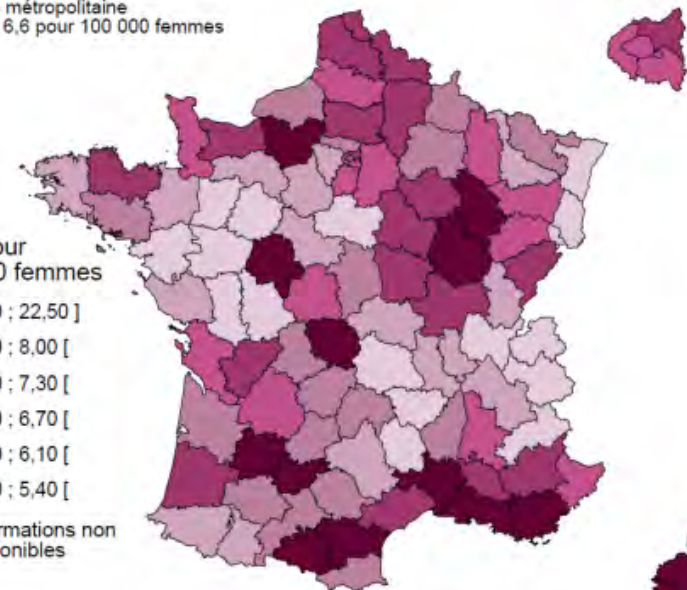 métropolitaine
6,6 pour 100 000 femmes
our
0 femmes
; 22,50 ]
; 8,00 [
; 7,30 [
; 6,70 [
; 6,10 [
; 5,40 [
rmations non
onibles